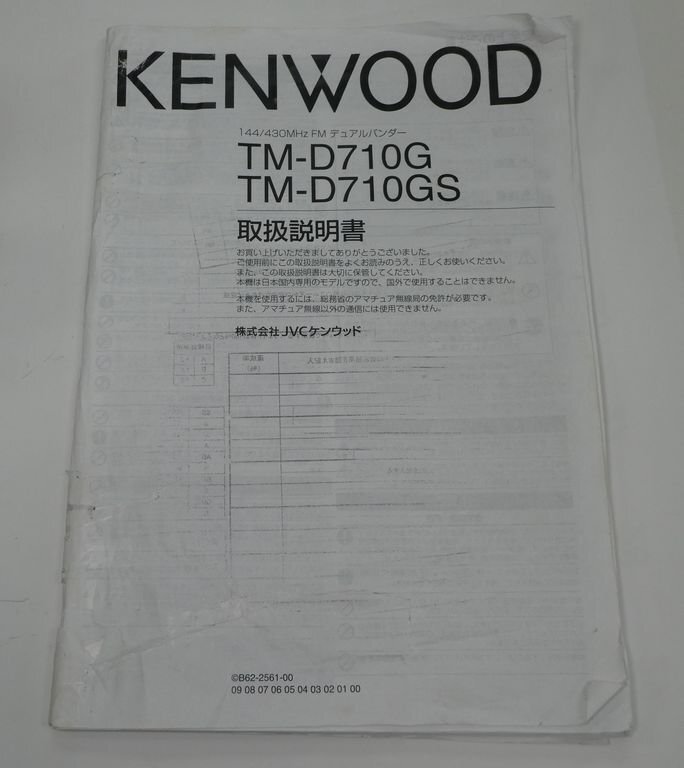 KENWOOD
144/430MHz FM デュアルバンダー
TM-D710G
TM-D710GS
取扱説明書
お買い上げいただきましてありがとうございました。
ご使用前にこの取扱説明書をよくお読みのうえ、正しくお使いください。
また、この取扱説明書は大切に保管してください。
本機は日本国内専用のモデルですので、国外で使用することはできません。
本機を使用するには、総務省のアマチュア無線局の免許が必要です。
また、アマチュア無線以外の通信には使用できません。
株式会社 JVCケンウッド
©B62-2561-00
09 08 07 06 05 04 03 02 01 00